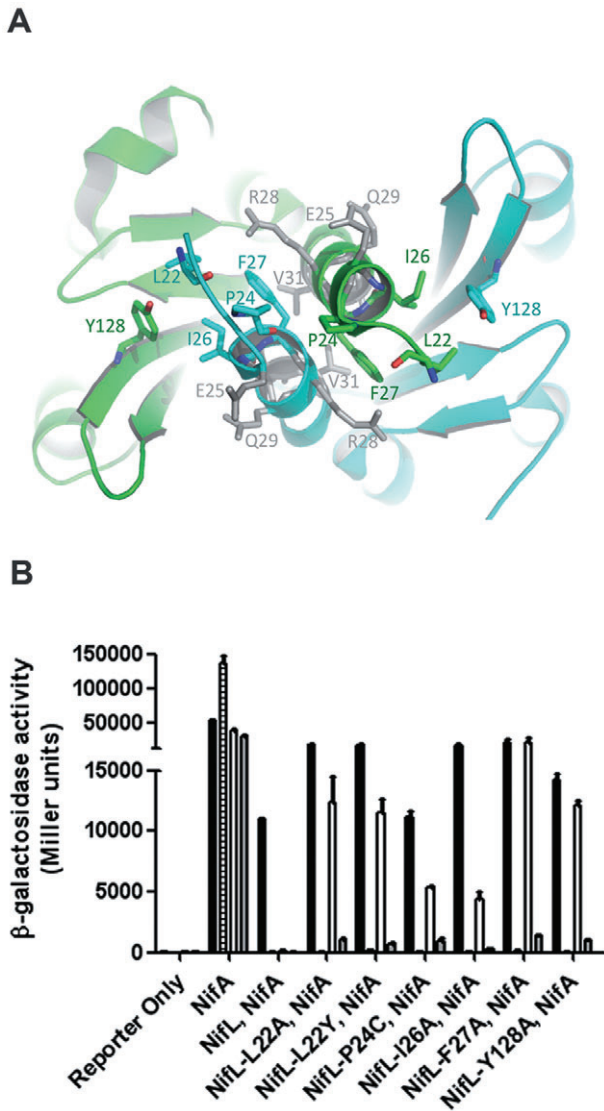 A
R28
E25
Q29
L22
F27
V31
I26
P24
Y128
Y128
I26
P24
L22
E25
V31
F27
Q29
R28
B
β-galactosidase activity
(Miller units)
150000
100000
50000
15000
10000
5000
0
Reporter Only
NifA
NifL, NifA
NifL-L22A, NifA
NifL-L22Y, NifA
NifL-P24C, NifA
NifL-I26A, NifA
NifL-F27A, NifA
NifL-Y128A, NifA